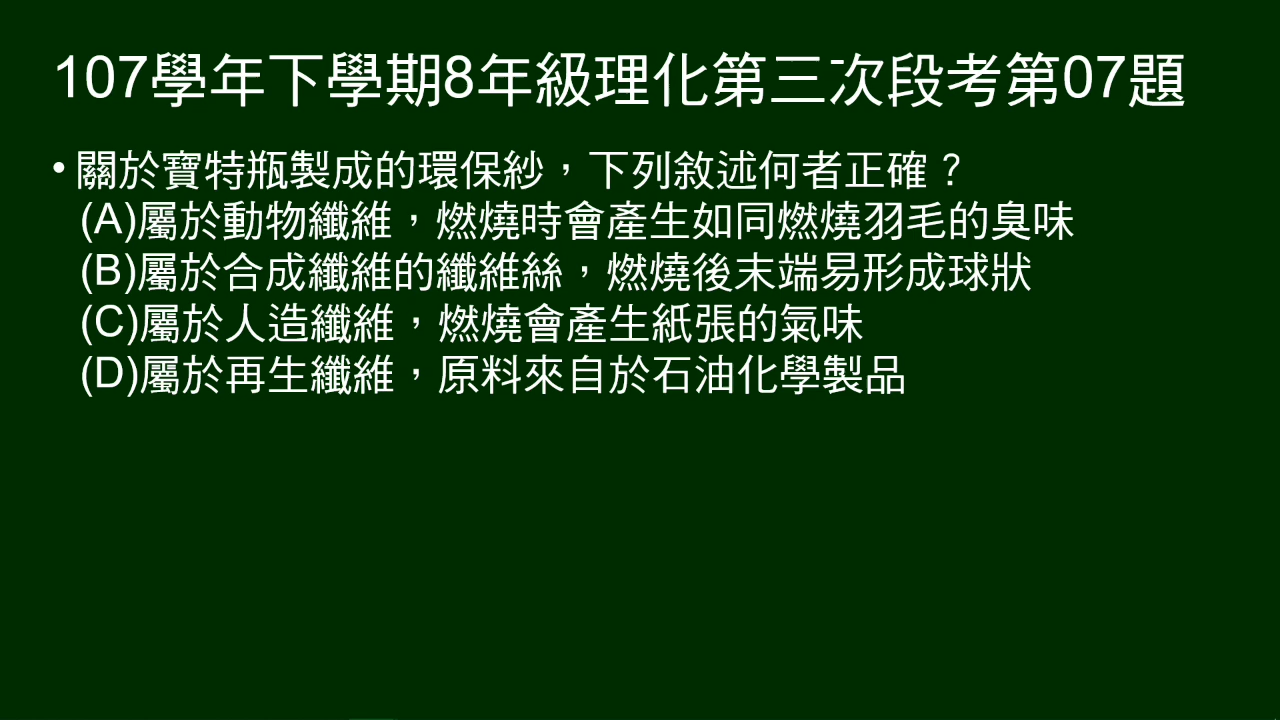 107學年下學期8年級理化第三次段考第07題
• 關於寶特瓶製成的環保紗，下列敘述何者正確？
(A)屬於動物纖維，燃燒時會產生如同燃燒羽毛的臭味
(B)屬於合成纖維的纖維絲，燃燒後末端易形成球狀
(C)屬於人造纖維，燃燒會產生紙張的氣味
(D)屬於再生纖維，原料來自於石油化學製品